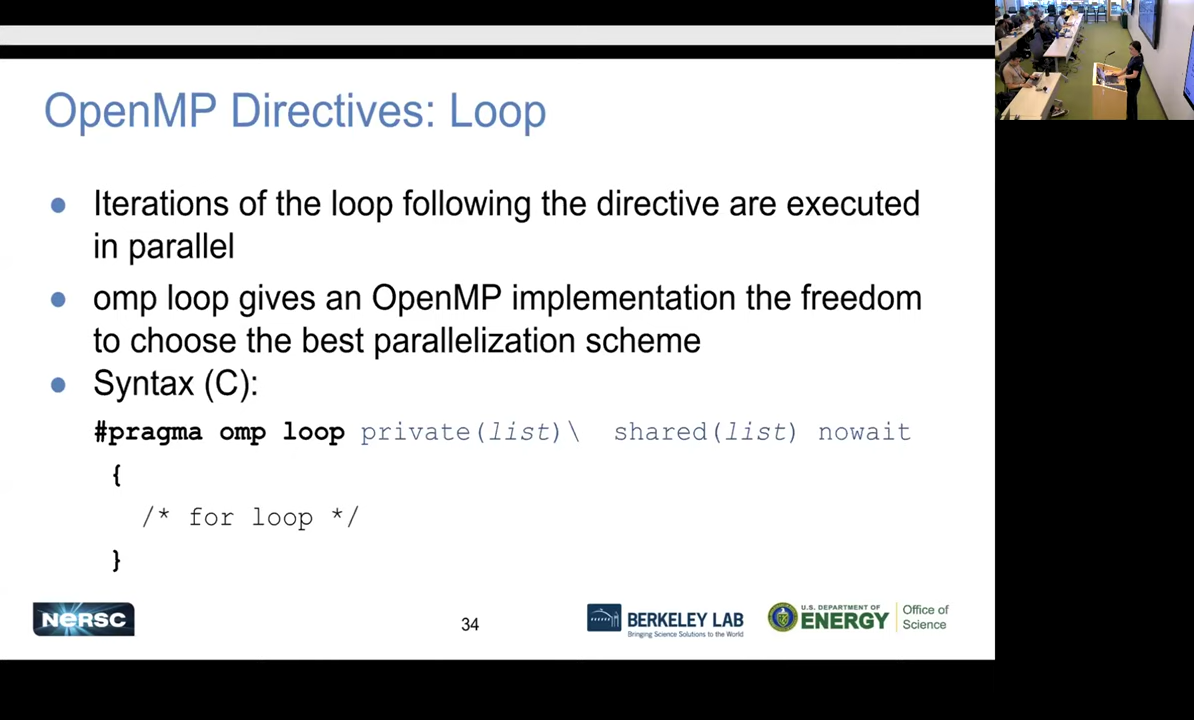 OpenMP Directives: Loop
● Iterations of the loop following the directive are executed
in parallel
● omp loop gives an OpenMP implementation the freedom
to choose the best parallelization scheme
● Syntax (C):
#pragma omp loop private(list)\ shared(list) nowait
{
/* for loop */
}
NERSC
34
BERKELEY LAB
Bringing Science Solutions to the World
U.S. DEPARTMENT OF
ENERGY
Office of
Science